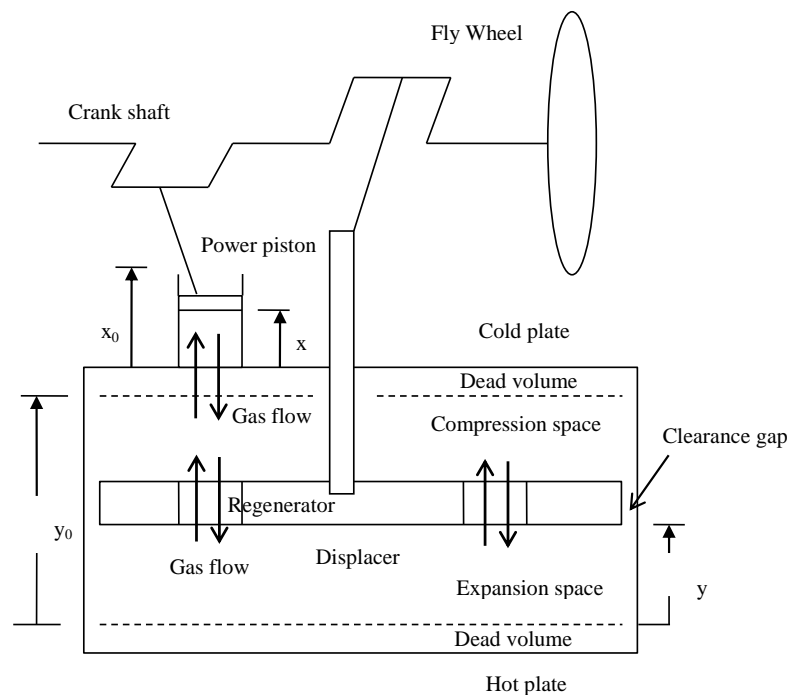 Fly Wheel
Crank shaft
Power piston
x₀
x
Cold plate
Dead volume
Gas flow
Compression space
Clearance gap
Regenerator
y₀
Displacer
Gas flow
Expansion space
y
Dead volume
Hot plate